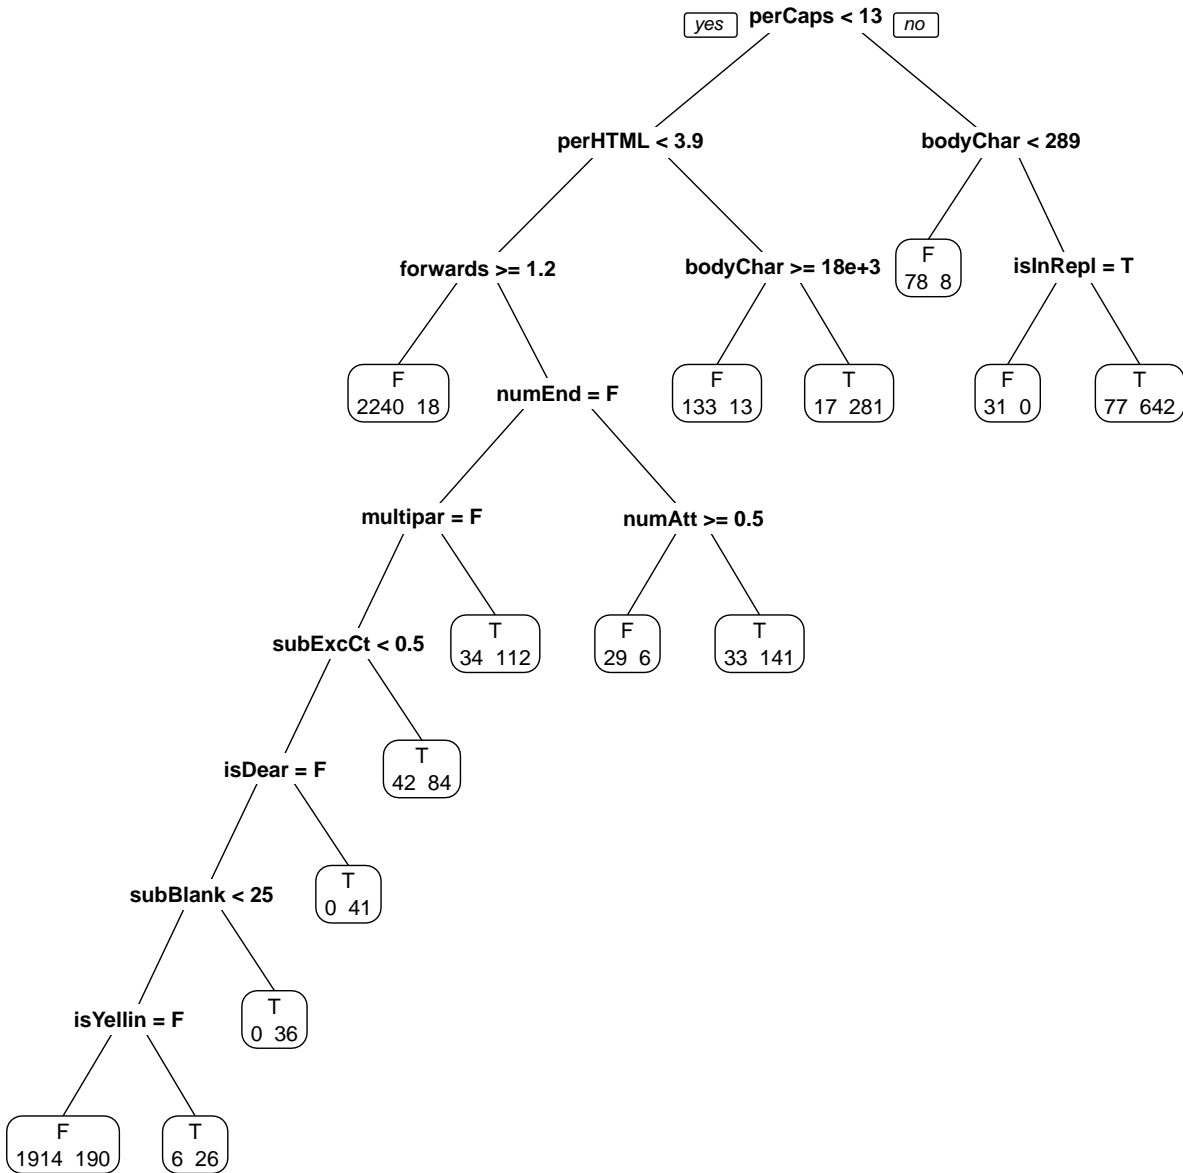 yes perCaps < 13 no
perHTML < 3.9 bodyChar < 289
forwards >= 1.2 bodyChar >= 18e+3 F isInRepl = T
78 8
F numEnd = F F T F T
2240 18 133 13 17 281 31 0 77 642
multipar = F numAtt >= 0.5
subExcCt < 0.5 T F T
34 112 29 6 33 141
isDear = F T
42 84
subBlank < 25 T
0 41
isYellin = F T
0 36
F T
1914 190 6 26